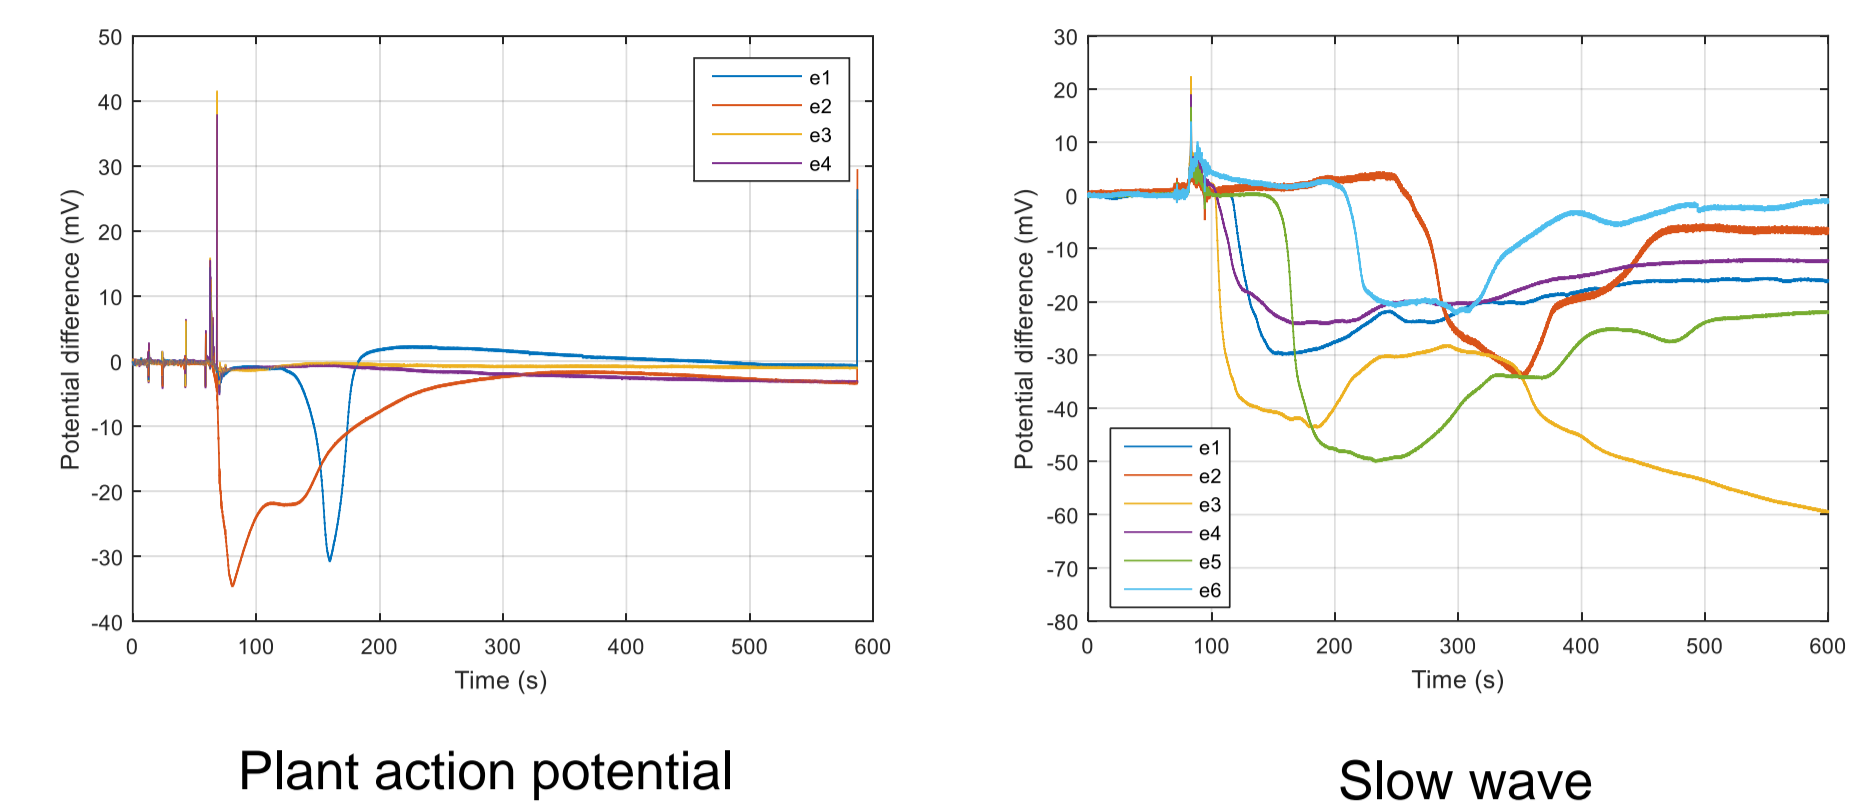 50
40
30
20
10
0
-10
-20
-30
-40
0 100 200 300 400 500 600
Potential difference (mV)
Time (s)
e1
e2
e3
e4
Plant action potential
30
20
10
0
-10
-20
-30
-40
-50
-60
-70
-80
0 100 200 300 400 500 600
Potential difference (mV)
Time (s)
e1
e2
e3
e4
e5
e6
Slow wave